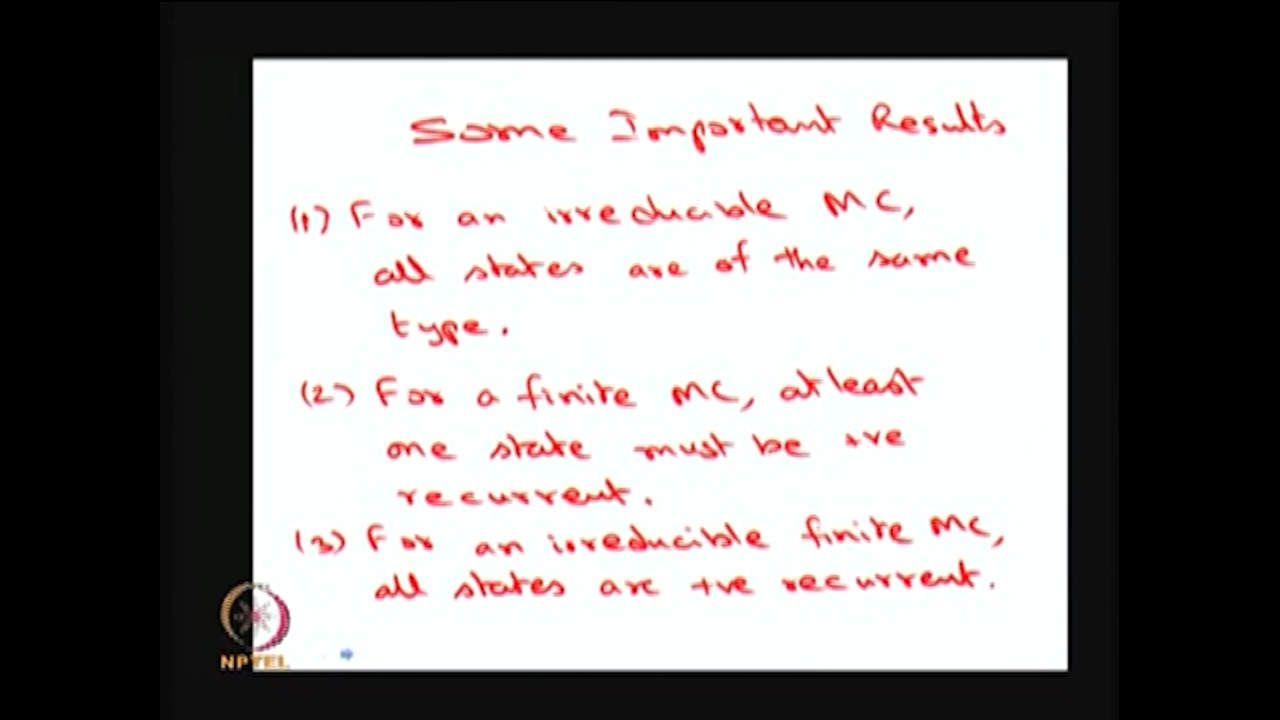 Some Important Results
(1) For an irreducible MC,
all states are of the same
type.
(2) For a finite MC, atleast
one state must be +ve
recurrent.
(3) For an irreducible finite MC,
all states are +ve recurrent.
NPTEL